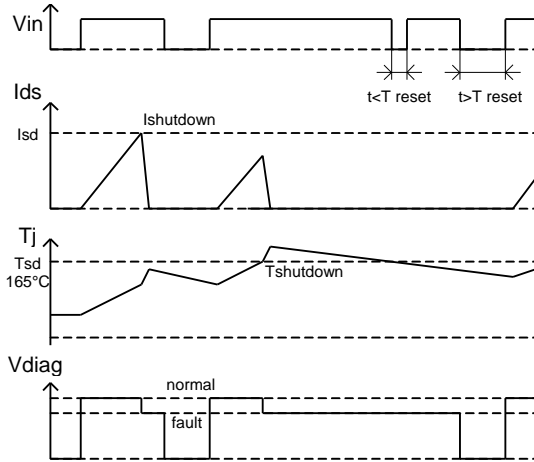 Vin
t<T reset
t>T reset
Ids
Ishutdown
Isd
Tj
Tsd
165°C
Tshutdown
Vdiag
normal
fault